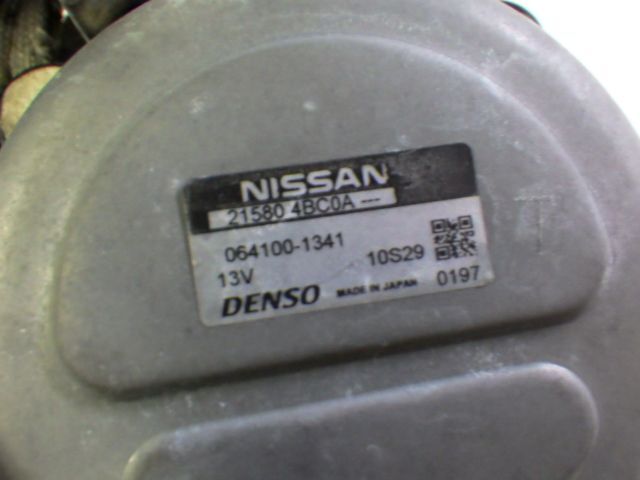 NISSAN
21580 4BC0A ---
064100-1341
13V 10S29
DENSO MADE IN JAPAN 0197
T